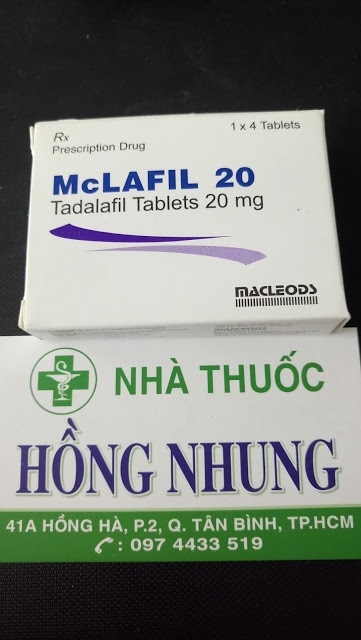 Rx
Prescription Drug
1 x 4 Tablets
McLAFIL 20
Tadalafil Tablets 20 mg
MACLEODS
NHÀ THUỐC
HỒNG NHUNG
41A HỒNG HÀ, P.2, Q. TÂN BÌNH, TP.HCM
: 097 4433 519